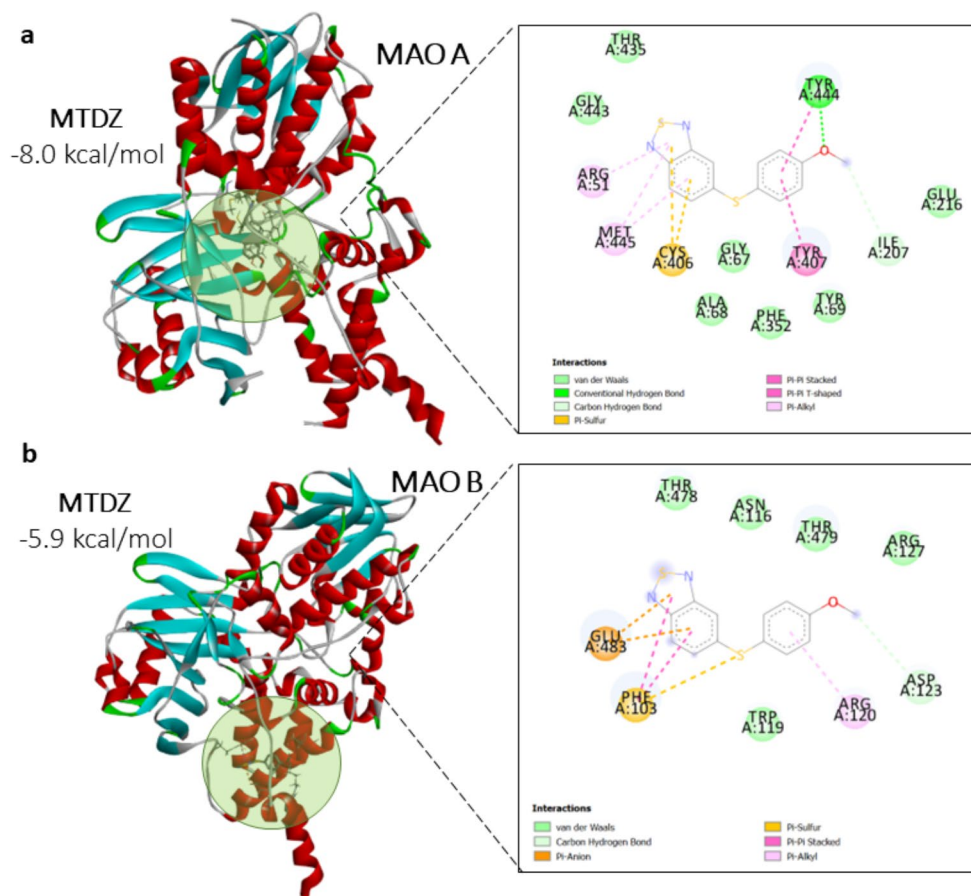 a
MAO A
MTDZ
-8.0 kcal/mol
THR
A:435
TYR
A:444
GLY
A:443
S
N
N
O
ARG
A:51
GLU
A:216
S
MET
A:445
CYS
A:406
GLY
A:67
TYR
A:407
ILE
A:207
ALA
A:68
PHE
A:352
TYR
A:69
Interactions
van der Waals
Conventional Hydrogen Bond
Carbon Hydrogen Bond
Pi-Sulfur
Pi-Pi Stacked
Pi-Pi T-shaped
Pi-Alkyl
b
MAO B
MTDZ
-5.9 kcal/mol
THR
A:478
ASN
A:116
THR
A:479
ARG
A:127
S
N
N
O
GLU
A:483
S
PHE
A:103
TRP
A:119
ARG
A:120
ASP
A:123
Interactions
van der Waals
Carbon Hydrogen Bond
Pi-Anion
Pi-Sulfur
Pi-Pi Stacked
Pi-Alkyl